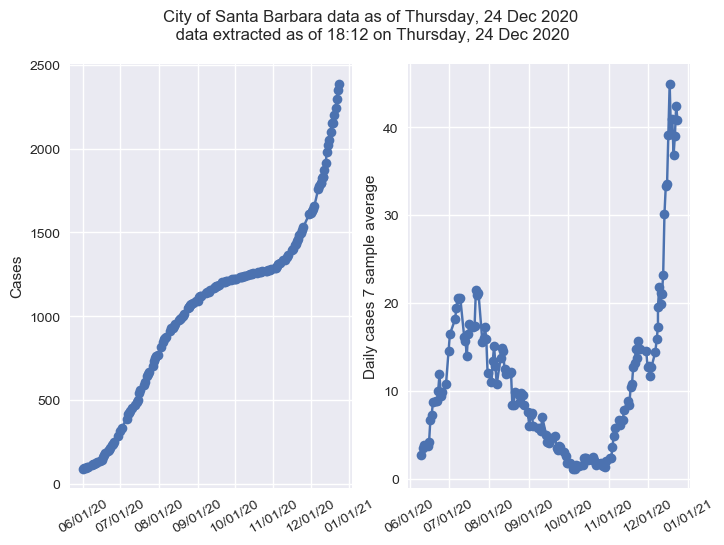 City of Santa Barbara data as of Thursday, 24 Dec 2020
data extracted as of 18:12 on Thursday, 24 Dec 2020
Cases
2500
2000
1500
1000
500
0
06/01/20 07/01/20 08/01/20 09/01/20 10/01/20 11/01/20 12/01/20 01/01/21
Daily cases 7 sample average
40
30
20
10
0
06/01/20 07/01/20 08/01/20 09/01/20 10/01/20 11/01/20 12/01/20 01/01/21